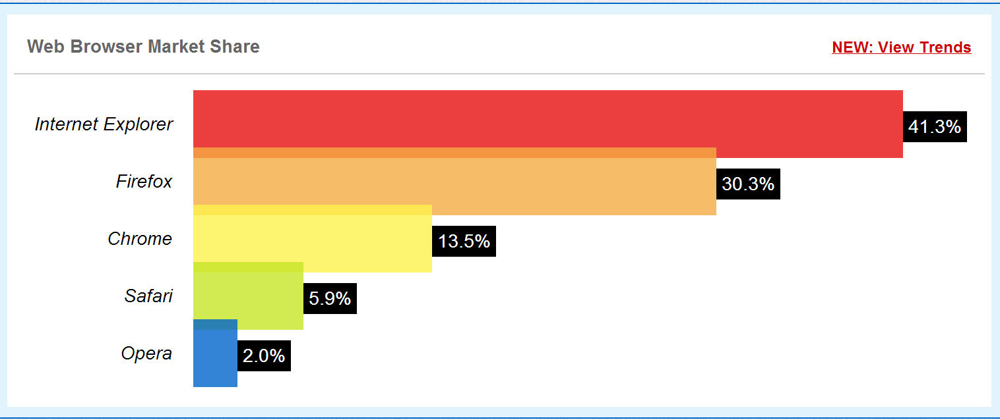 Web Browser Market Share
NEW: View Trends
Internet Explorer 41.3%
Firefox 30.3%
Chrome 13.5%
Safari 5.9%
Opera 2.0%